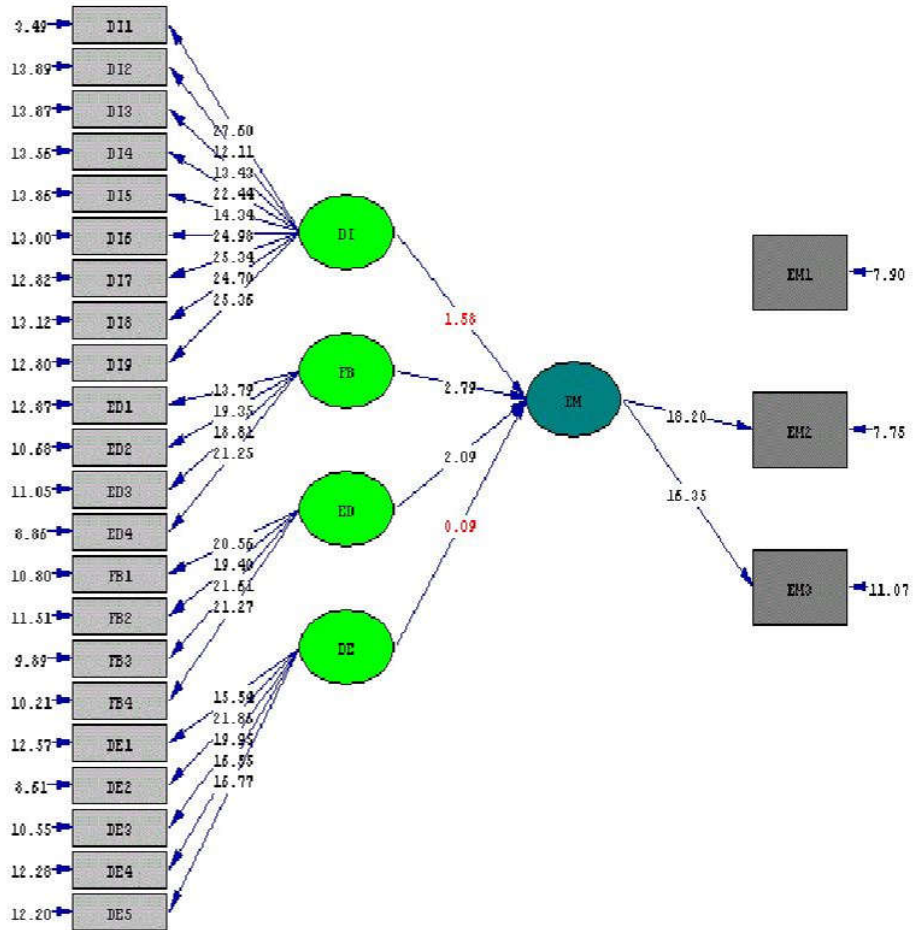 3.49 DI1
13.89 DI2
13.87 DI3
13.56 DI4
13.86 DI5
13.00 DI6
12.82 DI7
13.12 DI8
12.80 DI9
12.87 ED1
10.68 ED2
11.05 ED3
8.86 ED4
10.80 FB1
11.51 FB2
9.89 FB3
10.21 FB4
12.57 DE1
8.51 DE2
10.55 DE3
12.28 DE4
12.20 DE5
27.60
12.11
13.43
22.44
14.34
24.98
25.34
24.70
25.36
13.79
19.35
18.81
21.25
20.56
19.40
21.51
21.27
15.54
21.86
19.95
16.55
16.77
DI
FB
ED
DE
1.58
2.79
2.09
0.09
EM
18.20
16.35
EM1 7.90
EM2 7.75
EM3 11.07